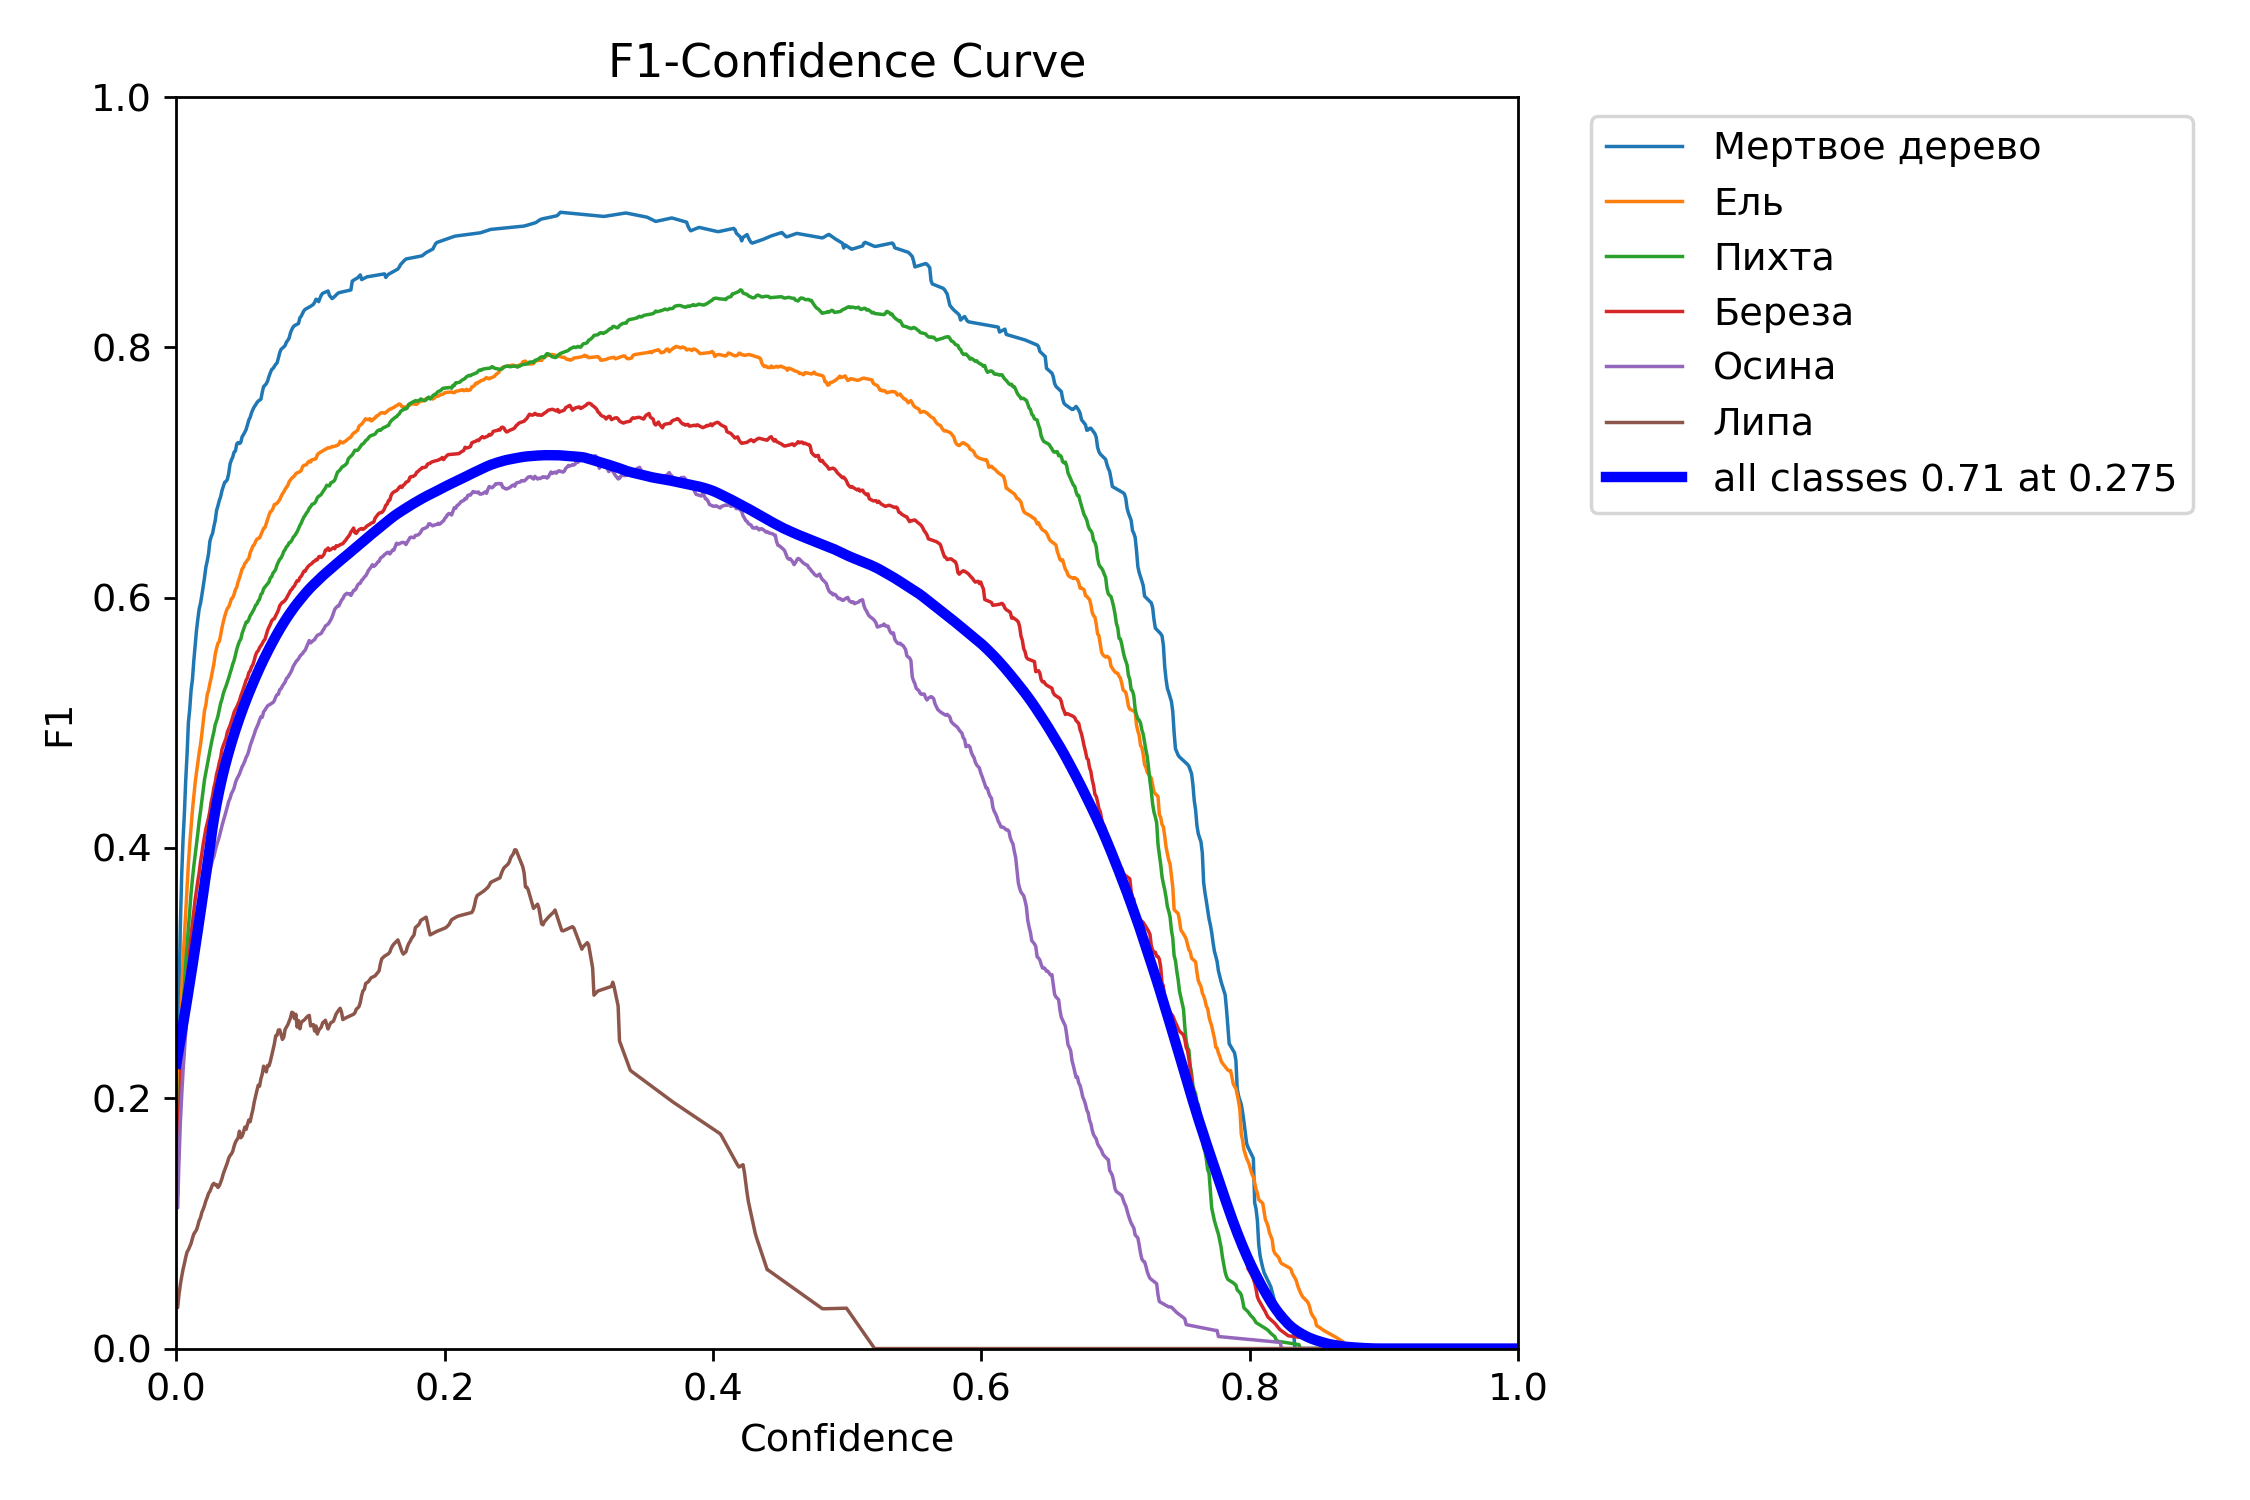 F1-Confidence Curve
1.0
0.8
0.6
0.4
0.2
0.0
F1
0.0 0.2 0.4 0.6 0.8 1.0
Confidence
Мертвое дерево
Ель
Пихта
Береза
Осина
Липа
all classes 0.71 at 0.275